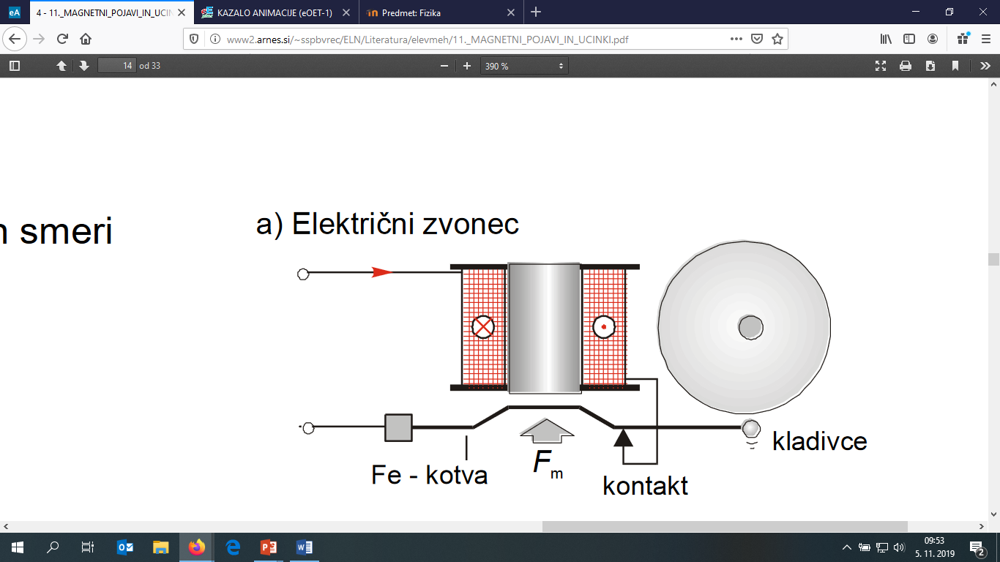 eA
4 - 11._MAGNETNI_POJAVI_IN_UCIN
KAZALO ANIMACIJE (eOET-1)
Predmet: Fizika
www2.arnes.si/~sspbvrec/ELN/Literatura/elevmeh/11._MAGNETNI_POJAVI_IN_UCINKI.pdf
14 od 33
390 %
n smeri
a) Električni zvonec
kladivce
Fe - kotva
Fm
kontakt
09:53
5. 11. 2019
2